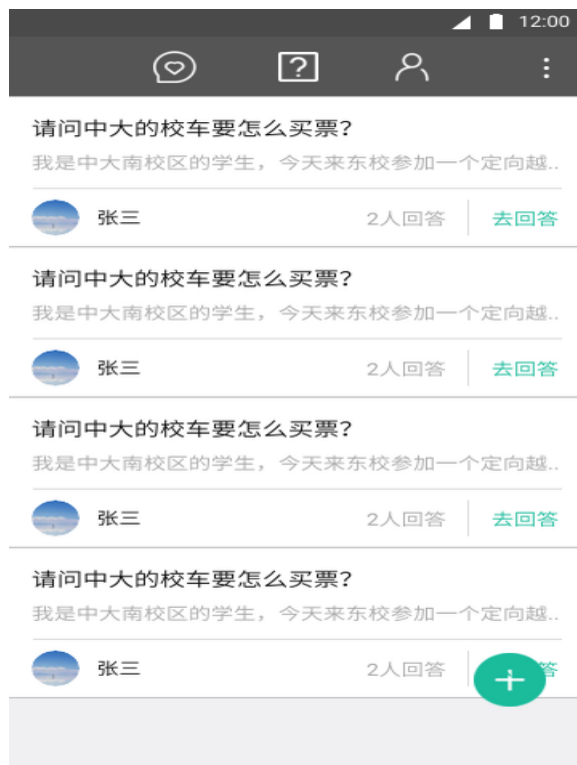 12:00
请问中大的校车要怎么买票?
我是中大南校区的学生，今天来东校参加一个定向越..
张三 2人回答 去回答
请问中大的校车要怎么买票?
我是中大南校区的学生，今天来东校参加一个定向越..
张三 2人回答 去回答
请问中大的校车要怎么买票?
我是中大南校区的学生，今天来东校参加一个定向越..
张三 2人回答 去回答
请问中大的校车要怎么买票?
我是中大南校区的学生，今天来东校参加一个定向越..
张三 2人回答 答